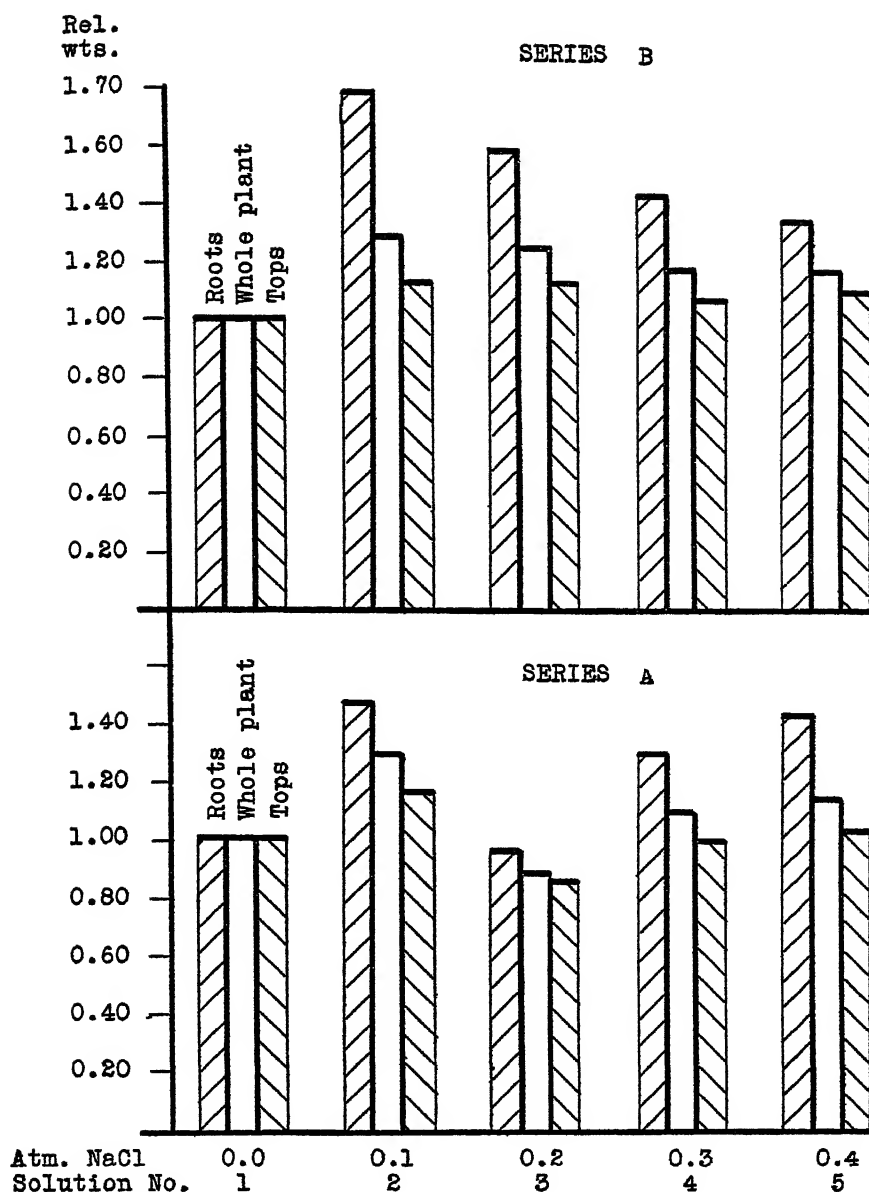 Rel.
wts.
SERIES B
1.70
1.60
1.40
1.20
1.00
0.80
0.60
0.40
0.20
Roots
Whole plant
Tops
SERIES A
1.40
1.20
1.00
0.80
0.60
0.40
0.20
Roots
Whole plant
Tops
Atm. NaCl 0.0 0.1 0.2 0.3 0.4
Solution No. 1 2 3 4 5